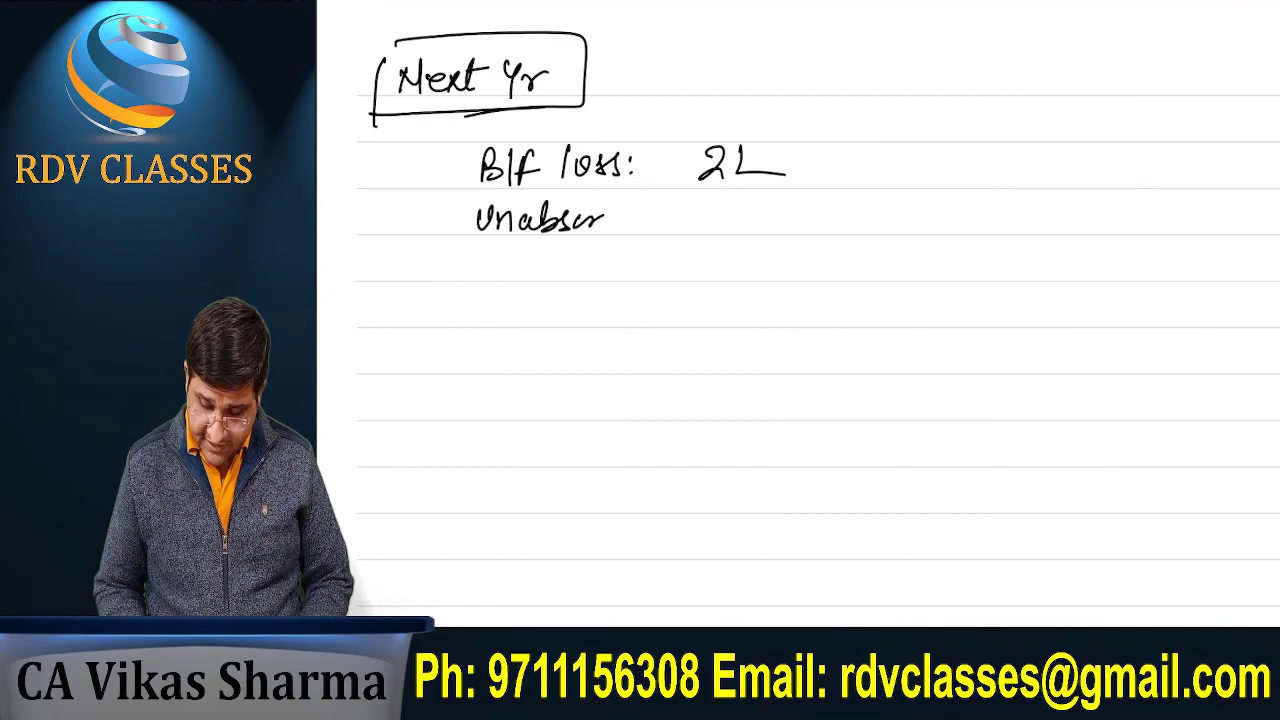 RDV CLASSES
Next Yr
B/f loss: 2L
Unabsor
CA Vikas Sharma
Ph: 9711156308 Email: rdvclasses@gmail.com